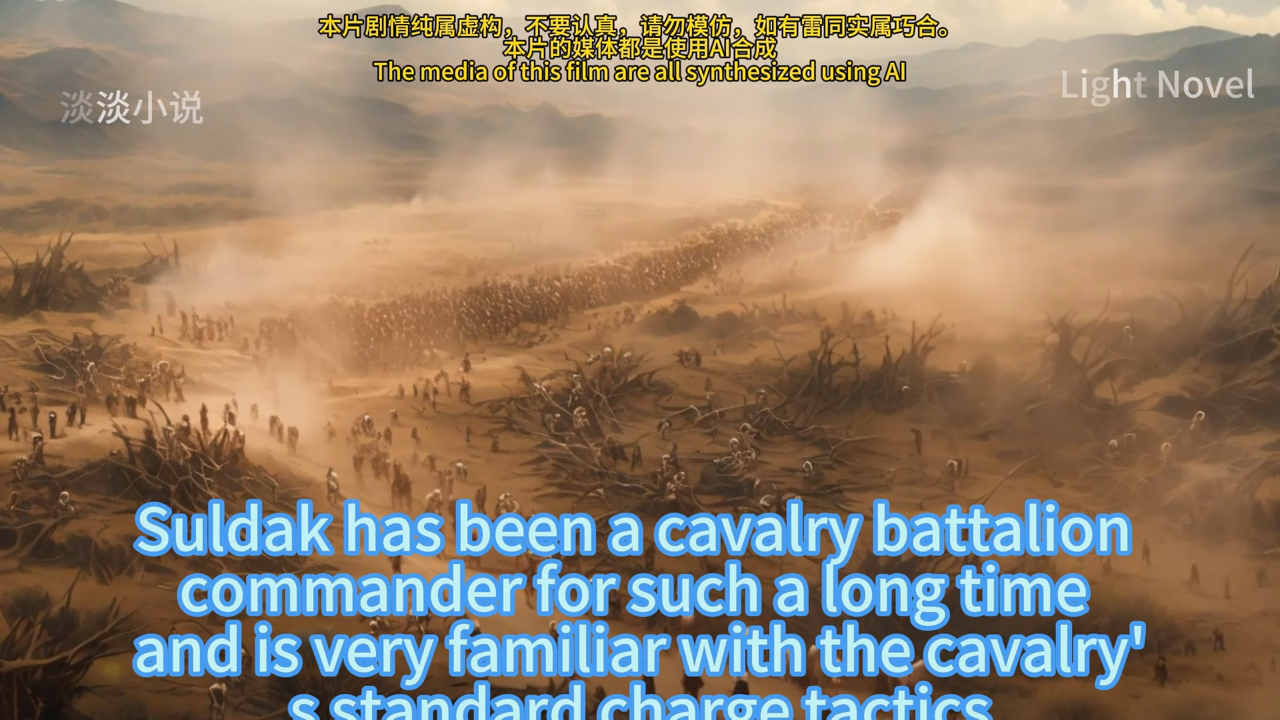 本片剧情纯属虚构，不要认真，请勿模仿，如有雷同实属巧合。
本片的媒体都是使用AI合成
The media of this film are all synthesized using AI
淡淡小说
Light Novel
Suldak has been a cavalry battalion
commander for such a long time
and is very familiar with the cavalry'
s standard charge tactics